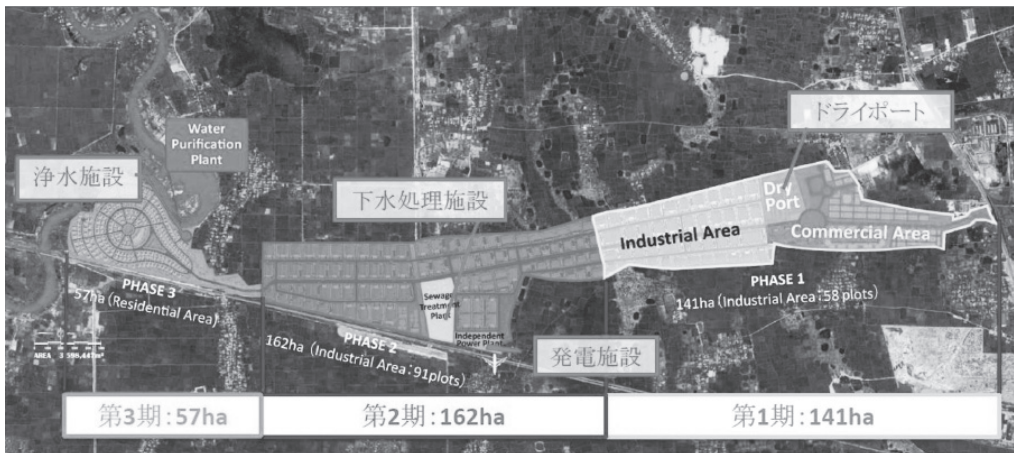 ドライポート
Water
Purification
Plant
浄水施設
下水処理施設
Dry
Port
Industrial Area
Commercial Area
PHASE 3
57ha (Residential Area)
Sewage
Treatment
Plant
PHASE 1
141ha (Industrial Area : 58 plots)
Independent
Power Plant
PHASE 2
162ha (Industrial Area : 91plots)
発電施設
第3期：57ha
第2期：162ha
第1期：141ha